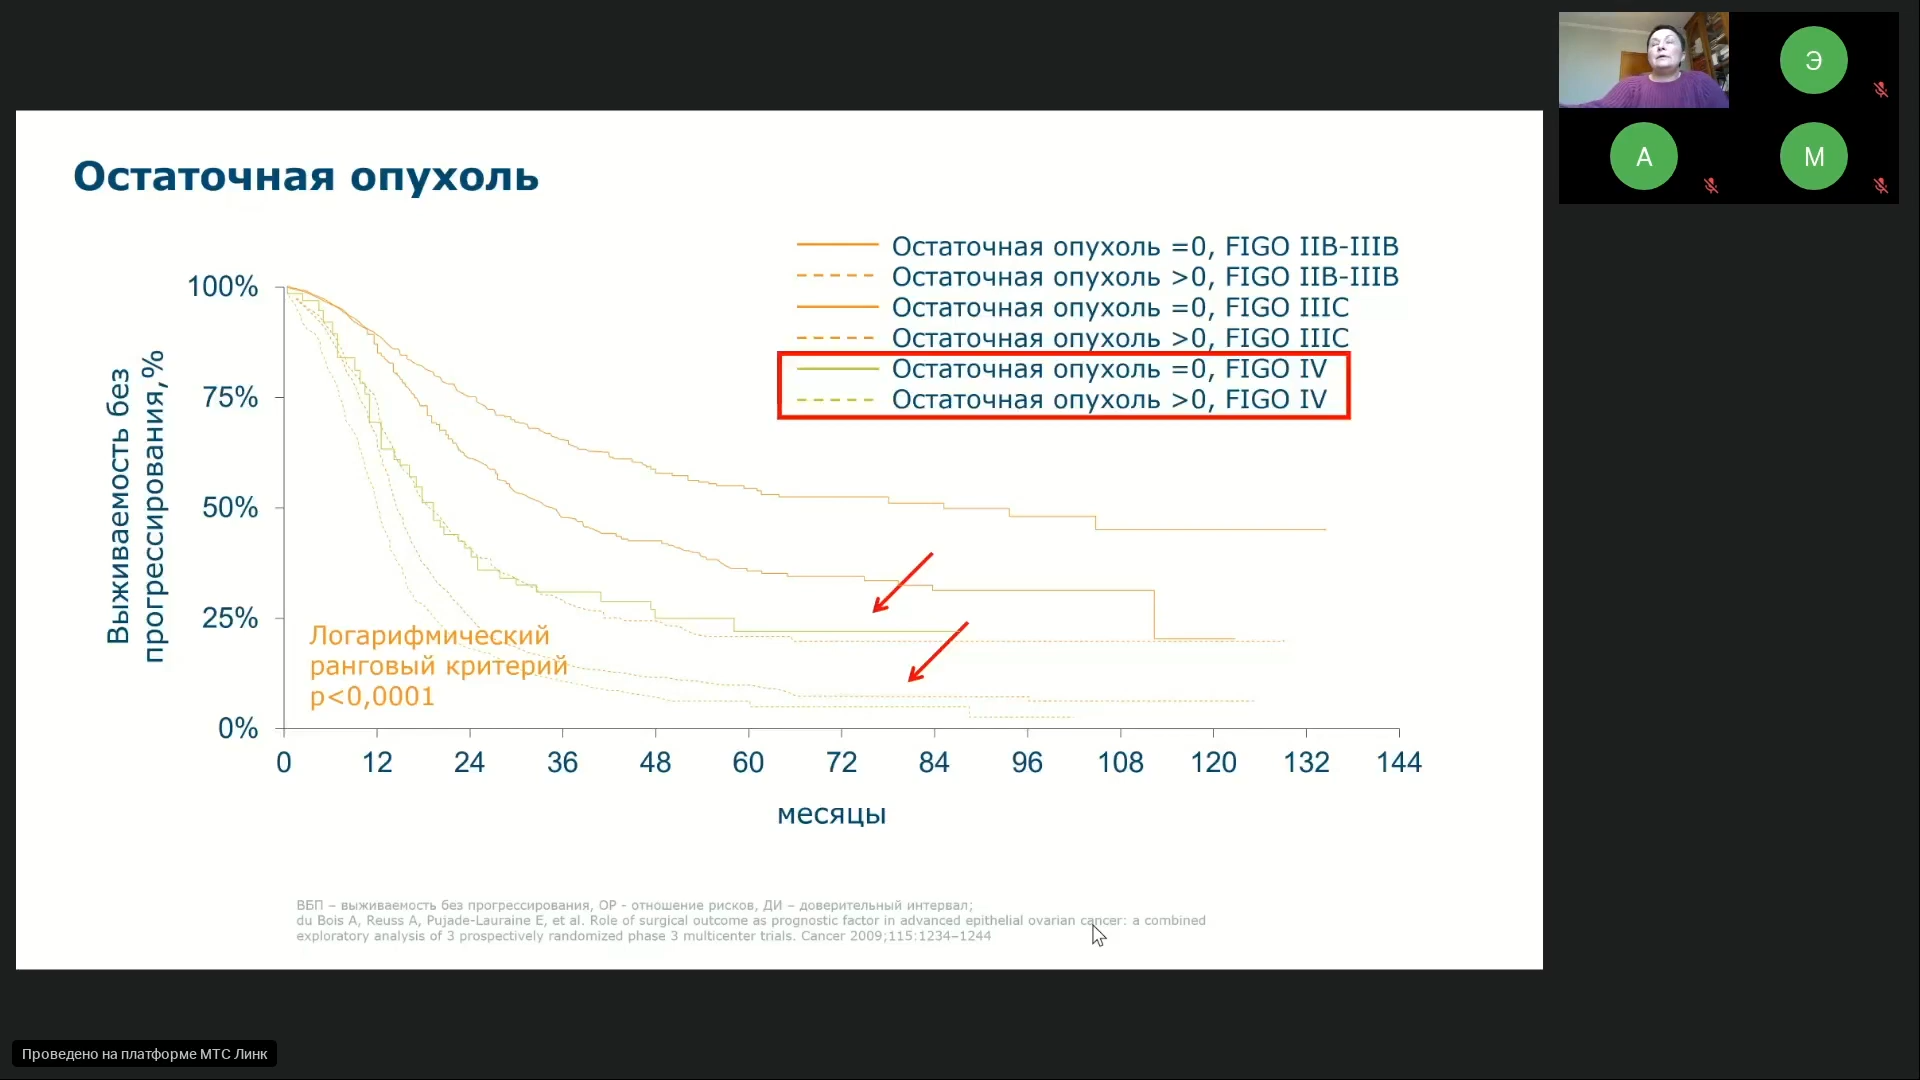 Э
А
М
Остаточная опухоль
Остаточная опухоль =0, FIGO IIB-IIIB
Остаточная опухоль >0, FIGO IIB-IIIB
Остаточная опухоль =0, FIGO IIIC
Остаточная опухоль >0, FIGO IIIC
Остаточная опухоль =0, FIGO IV
Остаточная опухоль >0, FIGO IV
Выживаемость без
прогрессирования,%
100%
75%
50%
25%
0%
Логарифмический
ранговый критерий
p<0,0001
0 12 24 36 48 60 72 84 96 108 120 132 144
месяцы
ВБП – выживаемость без прогрессирования, ОР - отношение рисков, ДИ – доверительный интервал;
du Bois A, Reuss A, Pujade-Lauraine E, et al. Role of surgical outcome as prognostic factor in advanced epithelial ovarian cancer: a combined
exploratory analysis of 3 prospectively randomized phase 3 multicenter trials. Cancer 2009;115:1234–1244
Проведено на платформе МТС Линк